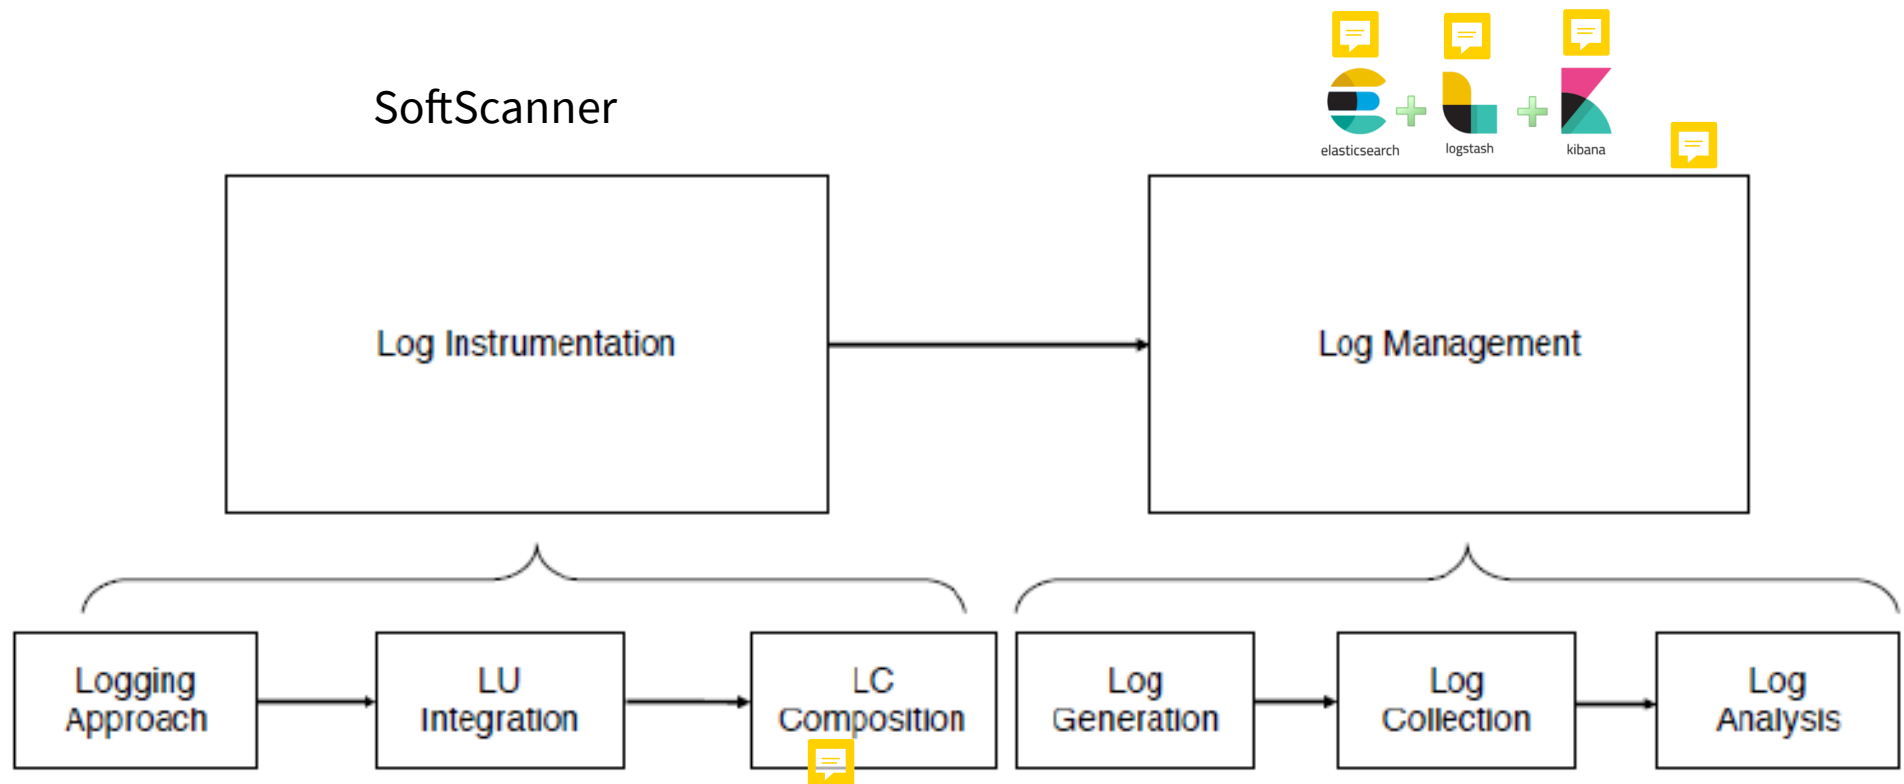 SoftScanner
elasticsearch
logstash
kibana
Log Instrumentation
Log Management
Logging
Approach
LU
Integration
LC
Composition
Log
Generation
Log
Collection
Log
Analysis